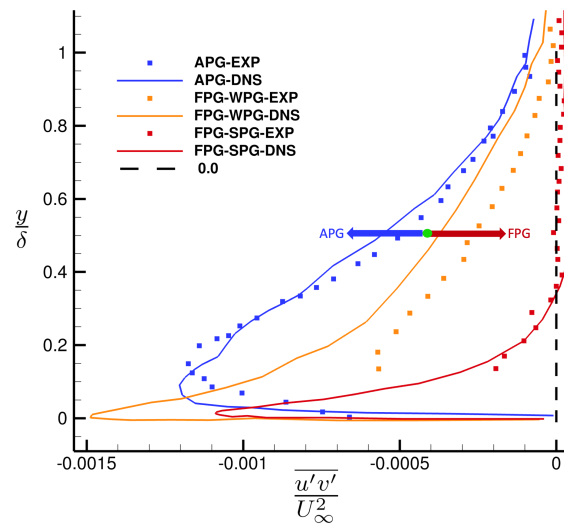 1
0.8
0.6
0.4
0.2
0
y
δ
APG-EXP
APG-DNS
FPG-WPG-EXP
FPG-WPG-DNS
FPG-SPG-EXP
FPG-SPG-DNS
0.0
APG FPG
-0.0015 -0.001 -0.0005 0
u'v'
U²∞